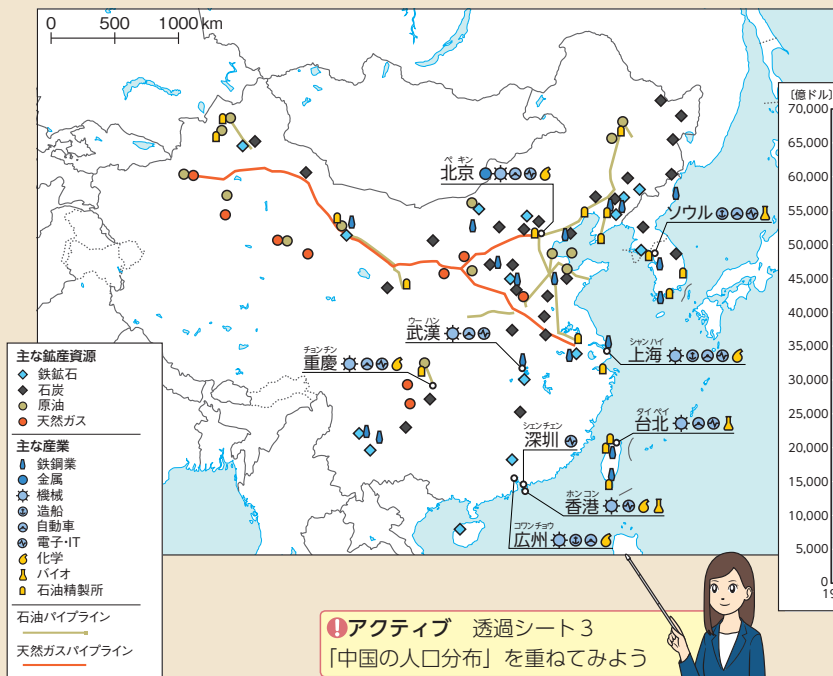 0 500 1000km
ペキン
北京
ソウル
ウーハン
武漢
チョンチン
重慶
シャンハイ
上海
シェンチェン
深圳
タイペイ
台北
ホンコン
香港
コワンチョウ
広州
主な鉱産資源
鉄鉱石
石炭
原油
天然ガス
主な産業
鉄鋼業
金属
機械
造船
自動車
電子・IT
化学
バイオ
石油精製所
石油パイプライン
天然ガスパイプライン
〔億ドル〕
70,000
65,000
60,000
55,000
50,000
45,000
40,000
35,000
30,000
25,000
20,000
15,000
10,000
5,000
0
19
アクティブ 透過シート3
「中国の人口分布」を重ねてみよう